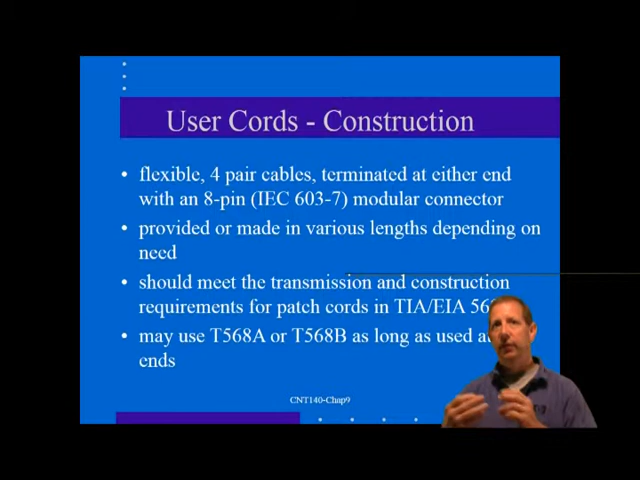 User Cords - Construction
• flexible, 4 pair cables, terminated at either end
with an 8-pin (IEC 603-7) modular connector
• provided or made in various lengths depending on
need
• should meet the transmission and construction
requirements for patch cords in TIA/EIA
• may use T568A or T568B as long as used
ends
CNT140-Chap9